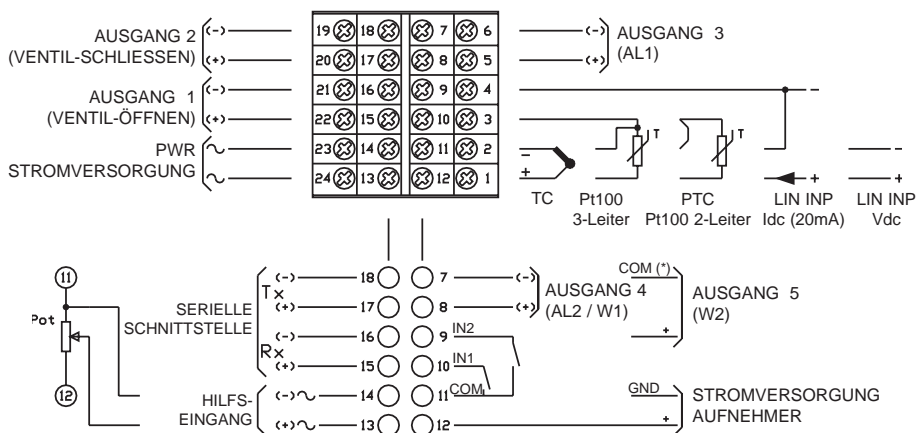 AUSGANG 2
(VENTIL-SCHLIESSEN)
(-)
(+)
AUSGANG 1
(VENTIL-ÖFFNEN)
(-)
(+)
PWR
STROMVERSORGUNG
19 18 7 6
20 17 8 5
21 16 9 4
22 15 10 3
23 14 11 2
24 13 12 1
(-)
(+)
AUSGANG 3
(AL1)
-
T T
- -
+ + +
TC
Pt100
3-Leiter
PTC
Pt100 2-Leiter
LIN INP
Idc (20mA)
LIN INP
Vdc
11
Pot
12
SERIELLE
SCHNITTSTELLE
Tx
Rx
(-) 18
(+) 17
(-) 16
(+) 15
HILFS-
EINGANG
(-) 14
(+) 13
7 (-)
8 (+)
AUSGANG 4
(AL2 / W1)
9 IN2
10 IN1
11 COM
12
COM (*)
+
AUSGANG 5
(W2)
GND
+
STROMVERSORGUNG
AUFNEHMER